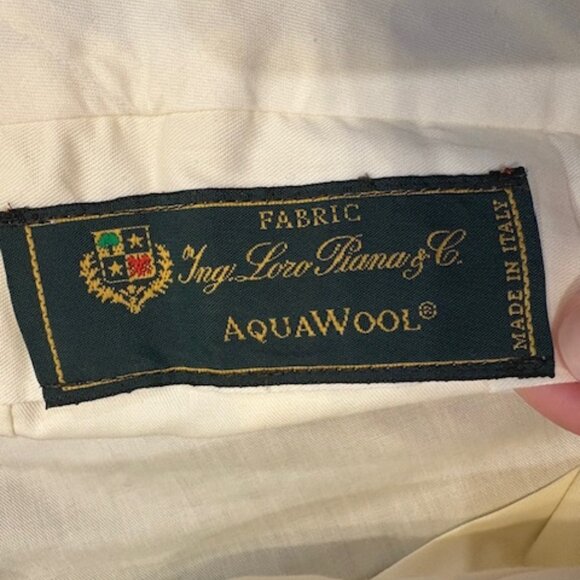 FABRIC
Ing. Loro Piana & C.
AQUAWOOL®
MADE IN ITALY